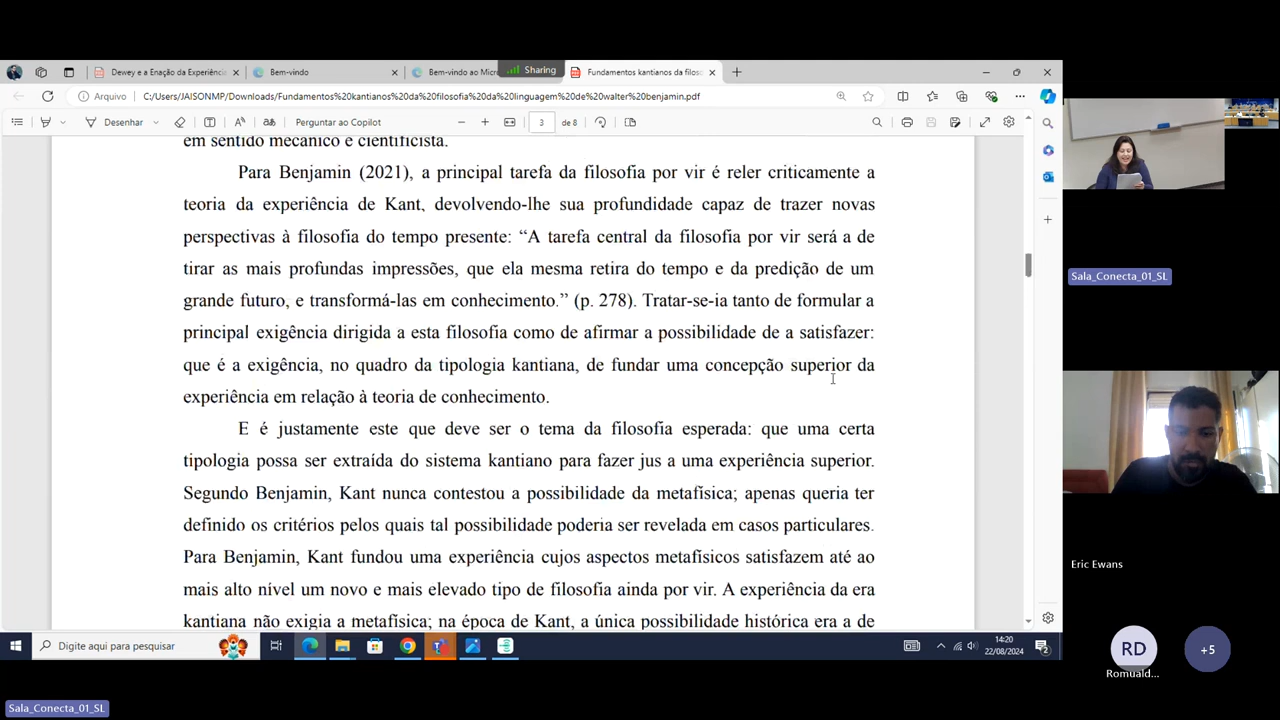 Dewey e a Enação da Experiência
Bem-vindo
Bem-vindo ao Micr
Sharing
Fundamentos kantianos da filoso
Arquivo
C:/Users/JAISONMP/Downloads/Fundamentos%20kantianos%20da%20filosofia%20da%20linguagem%20de%20walter%20benjamin.pdf
Desenhar
Perguntar ao Copilot
3
de 8
em sentido mecânico e cientificista.
Para Benjamin (2021), a principal tarefa da filosofia por vir é reler criticamente a
teoria da experiência de Kant, devolvendo-lhe sua profundidade capaz de trazer novas
perspectivas à filosofia do tempo presente: “A tarefa central da filosofia por vir será a de
tirar as mais profundas impressões, que ela mesma retira do tempo e da predição de um
grande futuro, e transformá-las em conhecimento.” (p. 278). Tratar-se-ia tanto de formular a
principal exigência dirigida a esta filosofia como de afirmar a possibilidade de a satisfazer:
que é a exigência, no quadro da tipologia kantiana, de fundar uma concepção superior da
experiência em relação à teoria de conhecimento.
E é justamente este que deve ser o tema da filosofia esperada: que uma certa
tipologia possa ser extraída do sistema kantiano para fazer jus a uma experiência superior.
Segundo Benjamin, Kant nunca contestou a possibilidade da metafísica; apenas queria ter
definido os critérios pelos quais tal possibilidade poderia ser revelada em casos particulares.
Para Benjamin, Kant fundou uma experiência cujos aspectos metafísicos satisfazem até ao
mais alto nível um novo e mais elevado tipo de filosofia ainda por vir. A experiência da era
kantiana não exigia a metafísica; na época de Kant, a única possibilidade histórica era a de
Digite aqui para pesquisar
14:20
22/08/2024
2
Sala_Conecta_01_SL
Eric Ewans
RD
Romuald...
+5
Sala_Conecta_01_SL